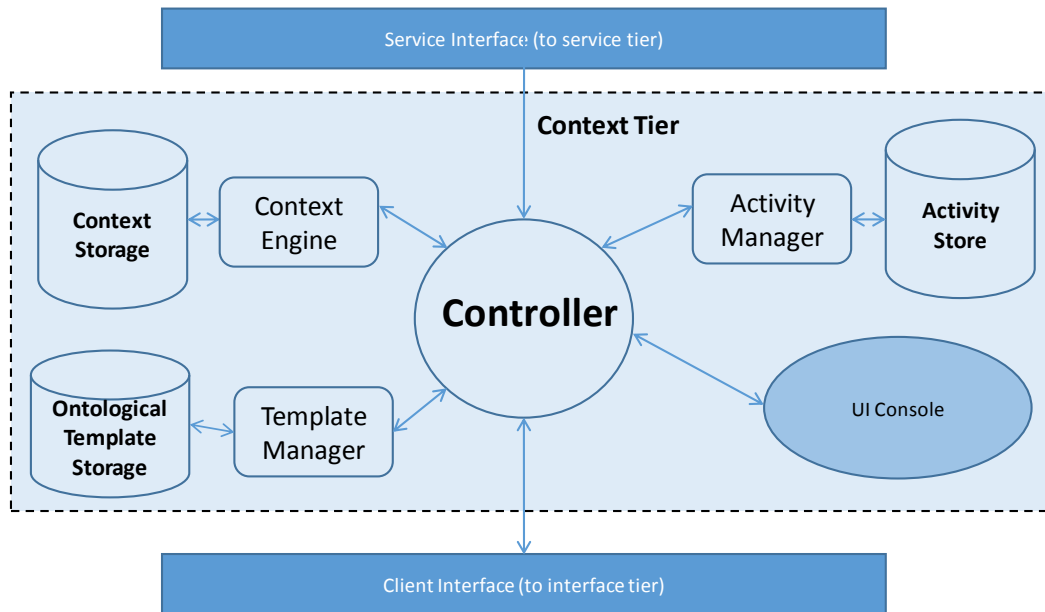 Service Interface (to service tier)
Context Tier
Context
Storage
Context
Engine
Activity
Manager
Activity
Store
Controller
Ontological
Template
Storage
Template
Manager
UI Console
Client Interface (to interface tier)